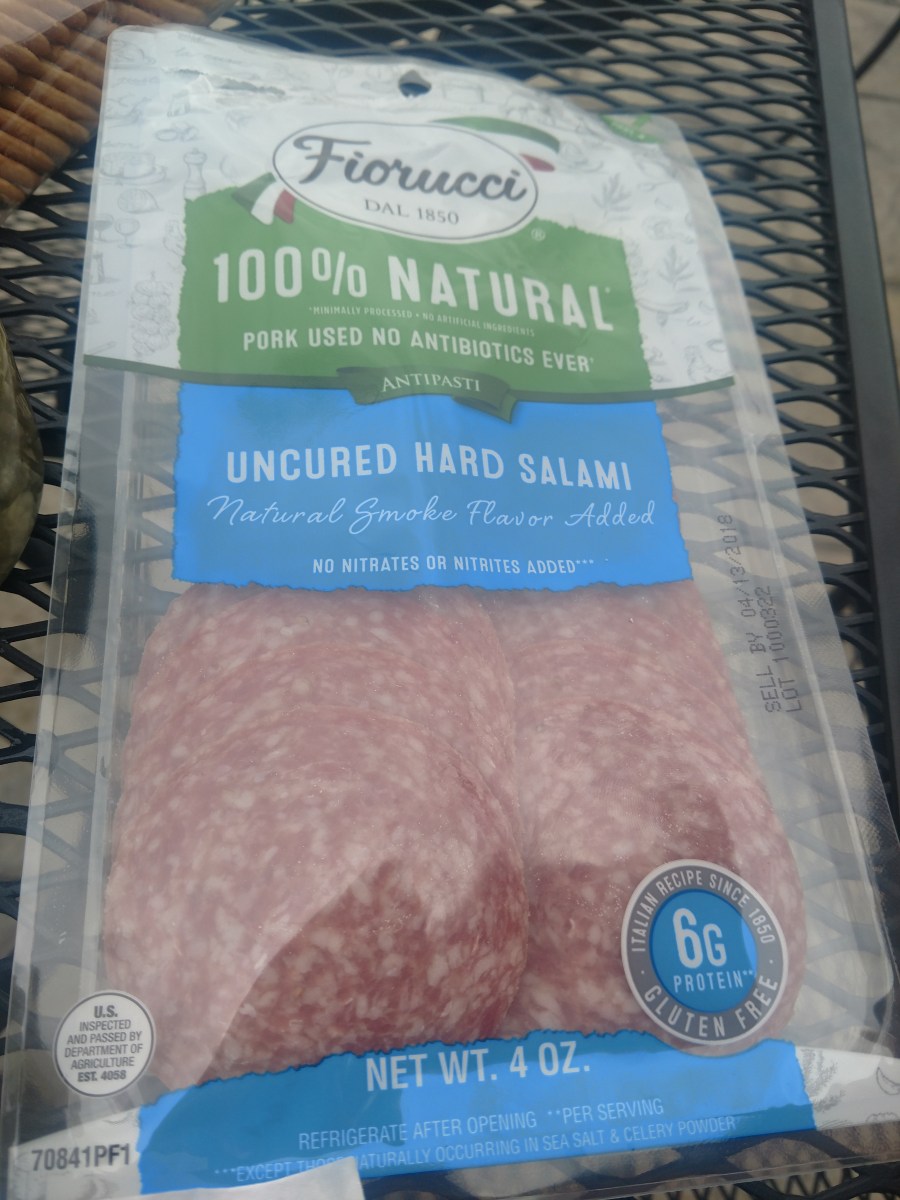 Fiorucci
DAL 1850
®
100% NATURAL*
*MINIMALLY PROCESSED • NO ARTIFICIAL INGREDIENTS
PORK USED NO ANTIBIOTICS EVER*
ANTIPASTI
UNCURED HARD SALAMI
Natural Smoke Flavor Added
NO NITRATES OR NITRITES ADDED***
SELL BY 04/13/2018
LOT 1000322
ITALIAN RECIPE SINCE 1850
6G
PROTEIN**
GLUTEN FREE
U.S.
INSPECTED
AND PASSED BY
DEPARTMENT OF
AGRICULTURE
EST. 4058
NET WT. 4 OZ.
REFRIGERATE AFTER OPENING **PER SERVING
***EXCEPT NATURALLY OCCURRING IN SEA SALT & CELERY POWDER
70841PF1